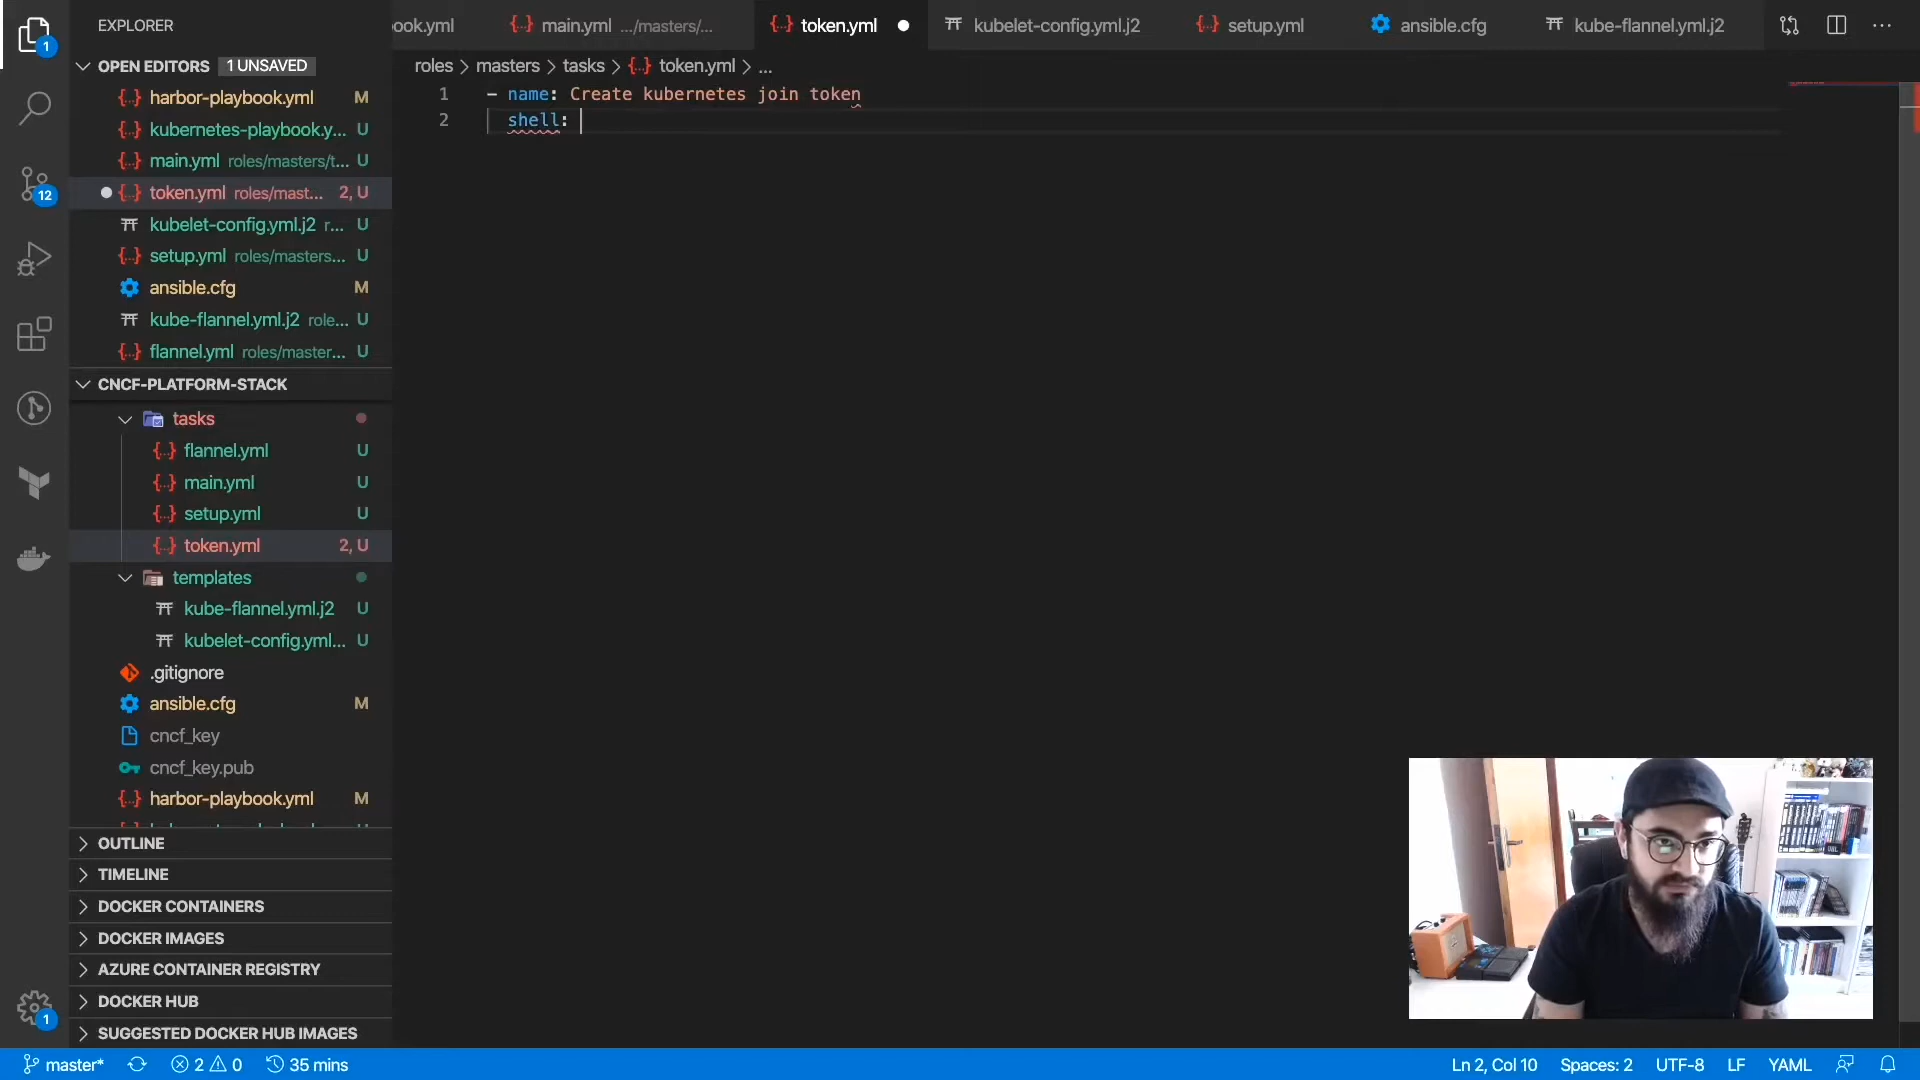 EXPLORER
OPEN EDITORS 1 UNSAVED
harbor-playbook.yml M
kubernetes-playbook.y... U
main.yml roles/masters/t... U
token.yml roles/mast... 2, U
kubelet-config.yml.j2 r... U
setup.yml roles/masters... U
ansible.cfg M
kube-flannel.yml.j2 role... U
flannel.yml roles/master... U
CNCF-PLATFORM-STACK
tasks
flannel.yml U
main.yml U
setup.yml U
token.yml 2, U
templates
kube-flannel.yml.j2 U
kubelet-config.yml... U
.gitignore
ansible.cfg M
cncf_key
cncf_key.pub
harbor-playbook.yml M
OUTLINE
TIMELINE
DOCKER CONTAINERS
DOCKER IMAGES
AZURE CONTAINER REGISTRY
DOCKER HUB
SUGGESTED DOCKER HUB IMAGES
1
12
1
ook.yml main.yml .../masters/... token.yml kubelet-config.yml.j2 setup.yml ansible.cfg kube-flannel.yml.j2 ...
roles > masters > tasks > token.yml > ...
1 - name: Create kubernetes join token
2 shell:
master* 2 0 35 mins Ln 2, Col 10 Spaces: 2 UTF-8 LF YAML